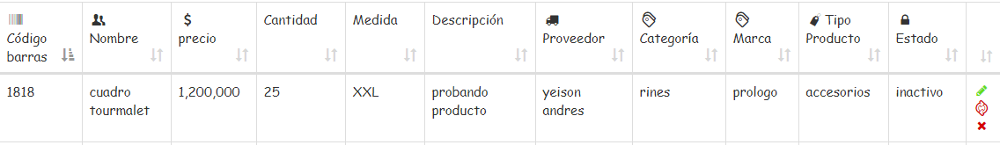 Código barras
Nombre
precio
Cantidad
Medida
Descripción
Proveedor
Categoría
Marca
Tipo Producto
Estado
1818
cuadro tourmalet
1,200,000
25
XXL
probando producto
yeison andres
rines
prologo
accesorios
inactivo